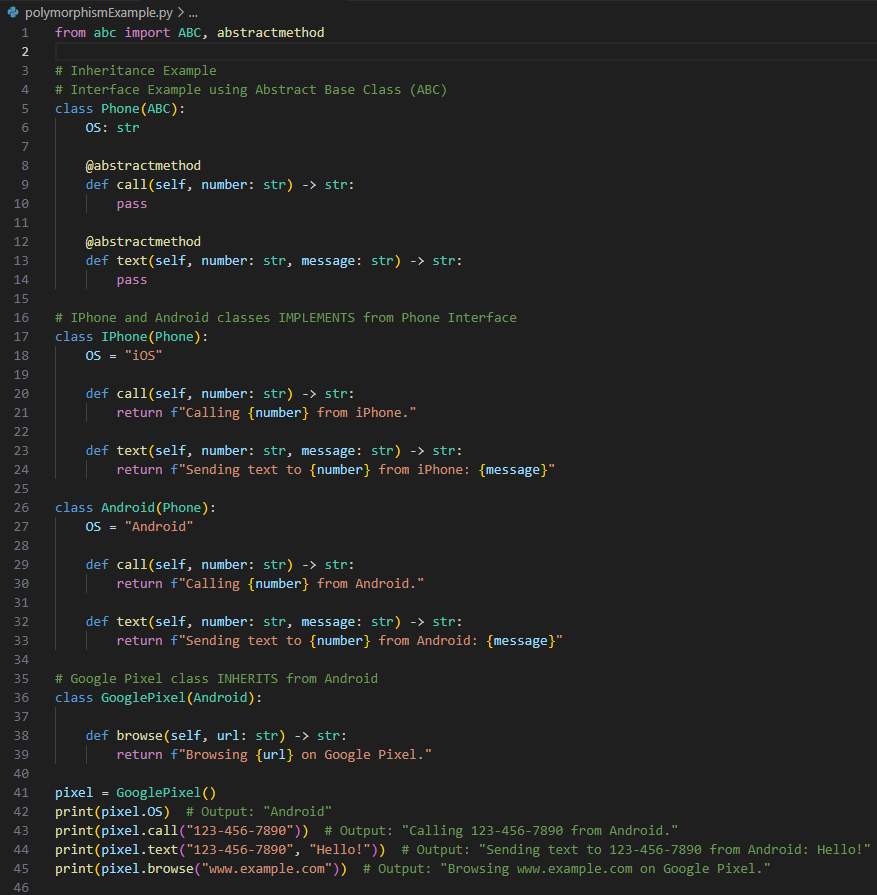 polymorphismExample.py > ...
1 from abc import ABC, abstractmethod
2
3 # Inheritance Example
4 # Interface Example using Abstract Base Class (ABC)
5 class Phone(ABC):
6     OS: str
7
8     @abstractmethod
9     def call(self, number: str) -> str:
10         pass
11
12     @abstractmethod
13     def text(self, number: str, message: str) -> str:
14         pass
15
16 # IPhone and Android classes IMPLEMENTS from Phone Interface
17 class IPhone(Phone):
18     OS = "iOS"
19
20     def call(self, number: str) -> str:
21         return f"Calling {number} from iPhone."
22
23     def text(self, number: str, message: str) -> str:
24         return f"Sending text to {number} from iPhone: {message}"
25
26 class Android(Phone):
27     OS = "Android"
28
29     def call(self, number: str) -> str:
30         return f"Calling {number} from Android."
31
32     def text(self, number: str, message: str) -> str:
33         return f"Sending text to {number} from Android: {message}"
34
35 # Google Pixel class INHERITS from Android
36 class GooglePixel(Android):
37
38     def browse(self, url: str) -> str:
39         return f"Browsing {url} on Google Pixel."
40
41 pixel = GooglePixel()
42 print(pixel.OS)  # Output: "Android"
43 print(pixel.call("123-456-7890"))  # Output: "Calling 123-456-7890 from Android."
44 print(pixel.text("123-456-7890", "Hello!"))  # Output: "Sending text to 123-456-7890 from Android: Hello!"
45 print(pixel.browse("www.example.com"))  # Output: "Browsing www.example.com on Google Pixel."
46